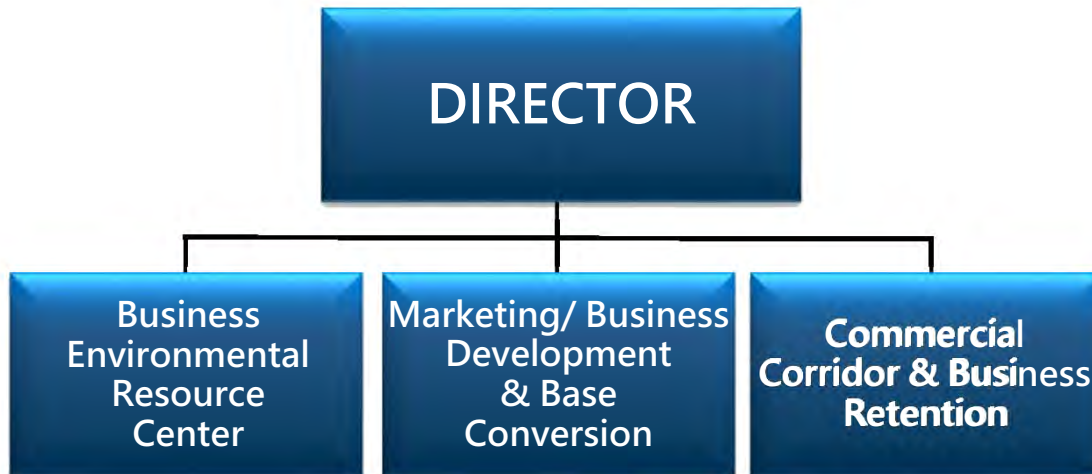 DIRECTOR
Business
Environmental
Resource
Center
Marketing/ Business
Development
& Base
Conversion
Commercial
Corridor & Business
Retention